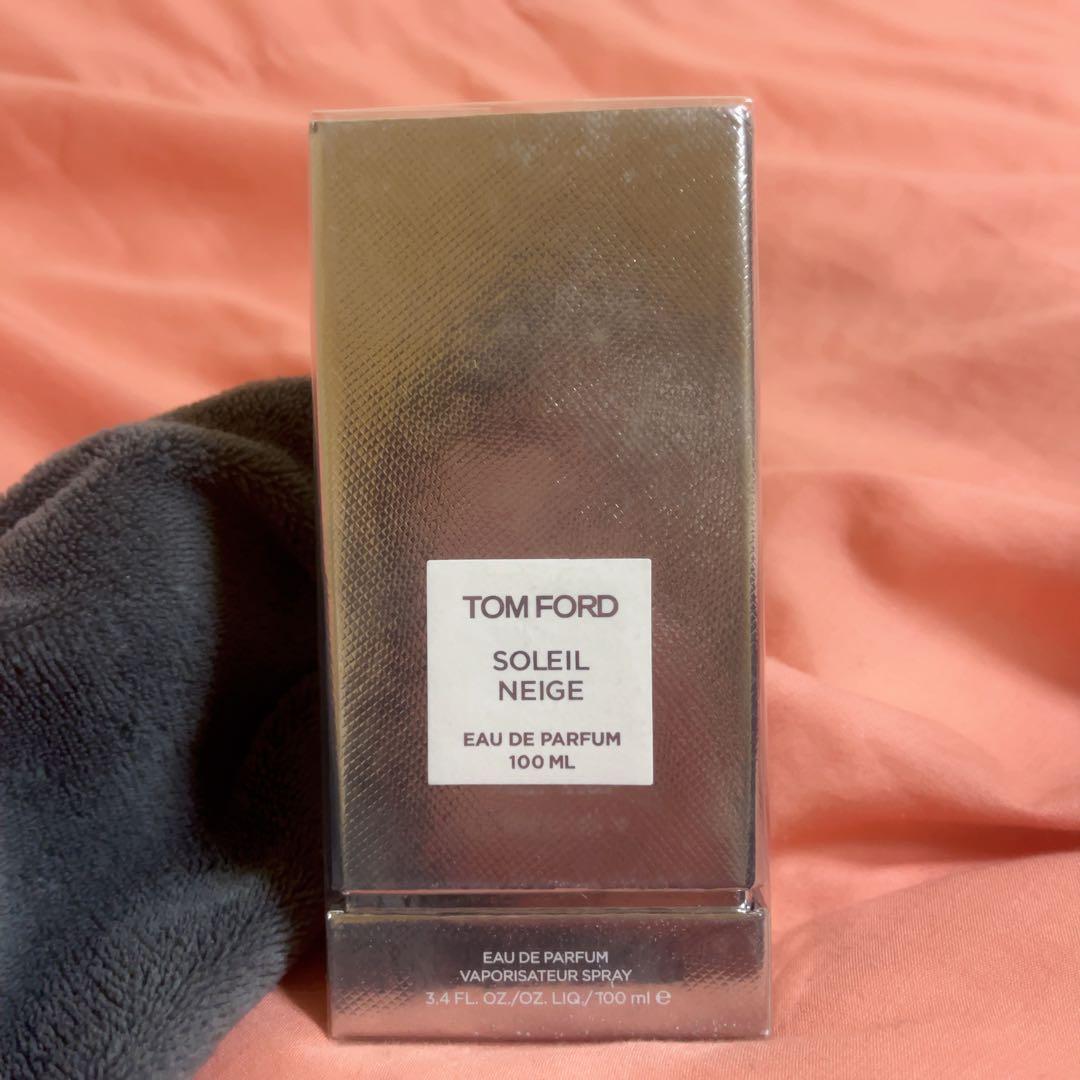 TOM FORD
SOLEIL
NEIGE
EAU DE PARFUM
100 ML
EAU DE PARFUM
VAPORISATEUR SPRAY
3.4 FL. OZ./OZ. LIQ./100 ml ℮